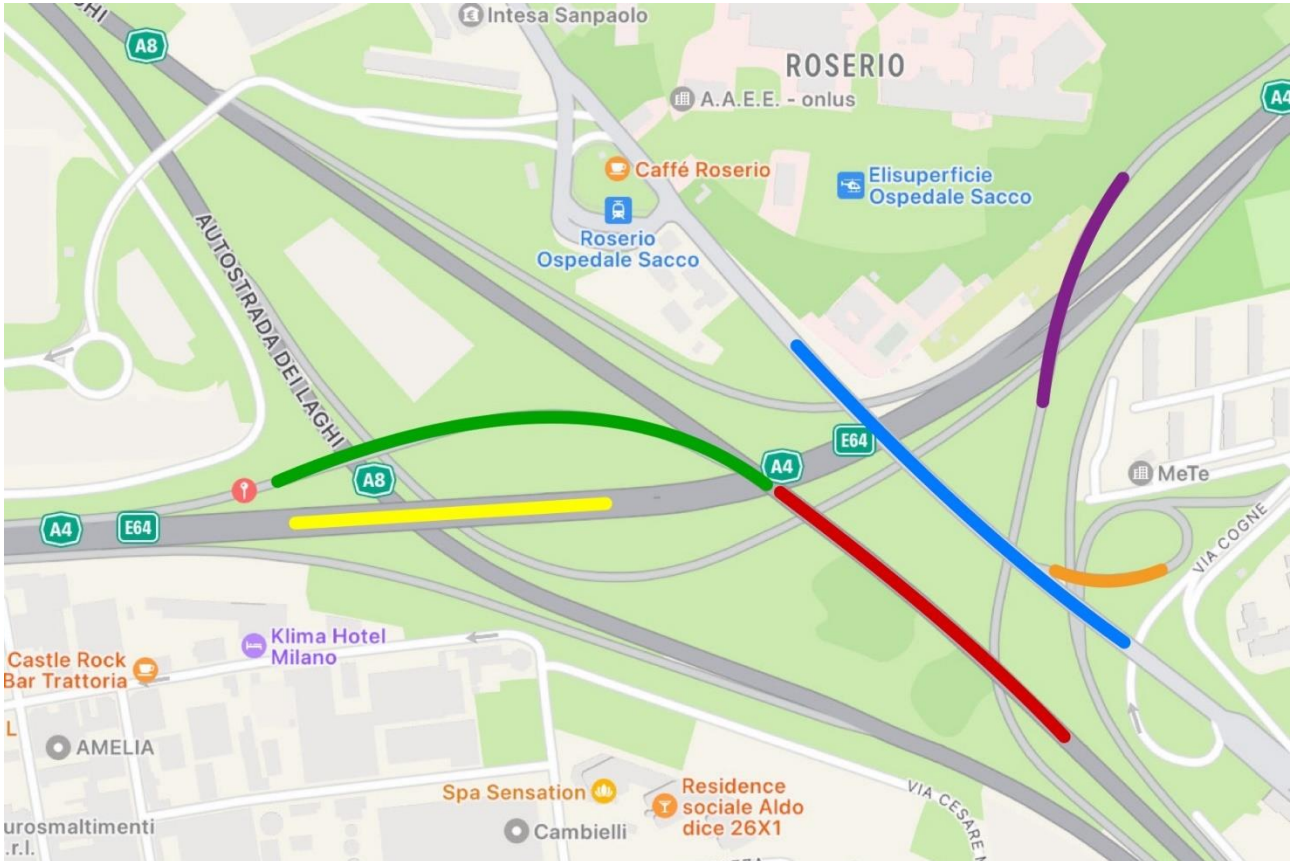 GHI
A8
Intesa Sanpaolo
ROSERIO
A.A.E.E. - onlus
A4
Caffé Roserio
Elisuperficie
Ospedale Sacco
Roserio
Ospedale Sacco
AUTOSTRADA DEI LAGHI
E64
A4
A8
MeTe
A4
E64
VIA COGNE
Klima Hotel
Milano
Castle Rock
Bar Trattoria
L
AMELIA
Spa Sensation
Residence
sociale Aldo
dice 26X1
Cambielli
VIA CESARE
urosmaltimenti
.r.l.